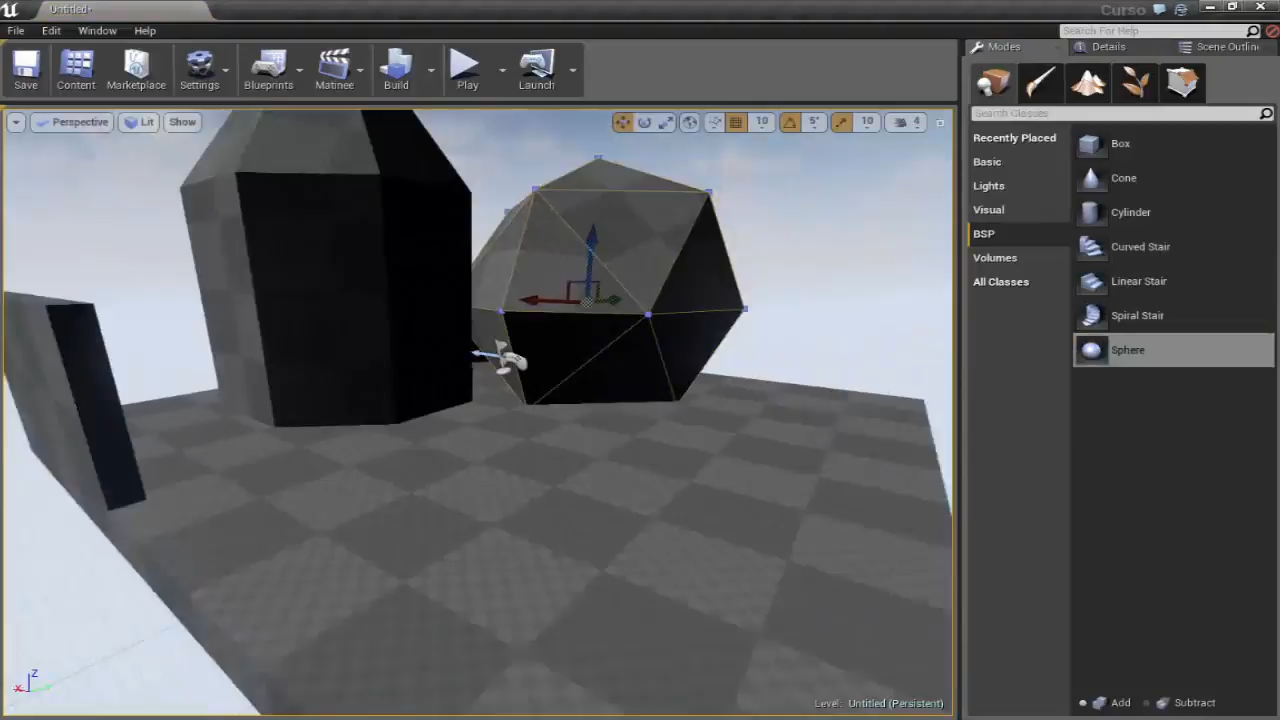 Untitled*
Curso
File Edit Window Help
Search For Help
Save Content Marketplace Settings Blueprints Matinee Build Play Launch
Modes Details Scene Outlin
Search Classes
Perspective Lit Show
10 5° 10 4
Recently Placed
Basic
Lights
Visual
BSP
Volumes
All Classes
Box
Cone
Cylinder
Curved Stair
Linear Stair
Spiral Stair
Sphere
Z
X
Level: Untitled (Persistent)
Add Subtract